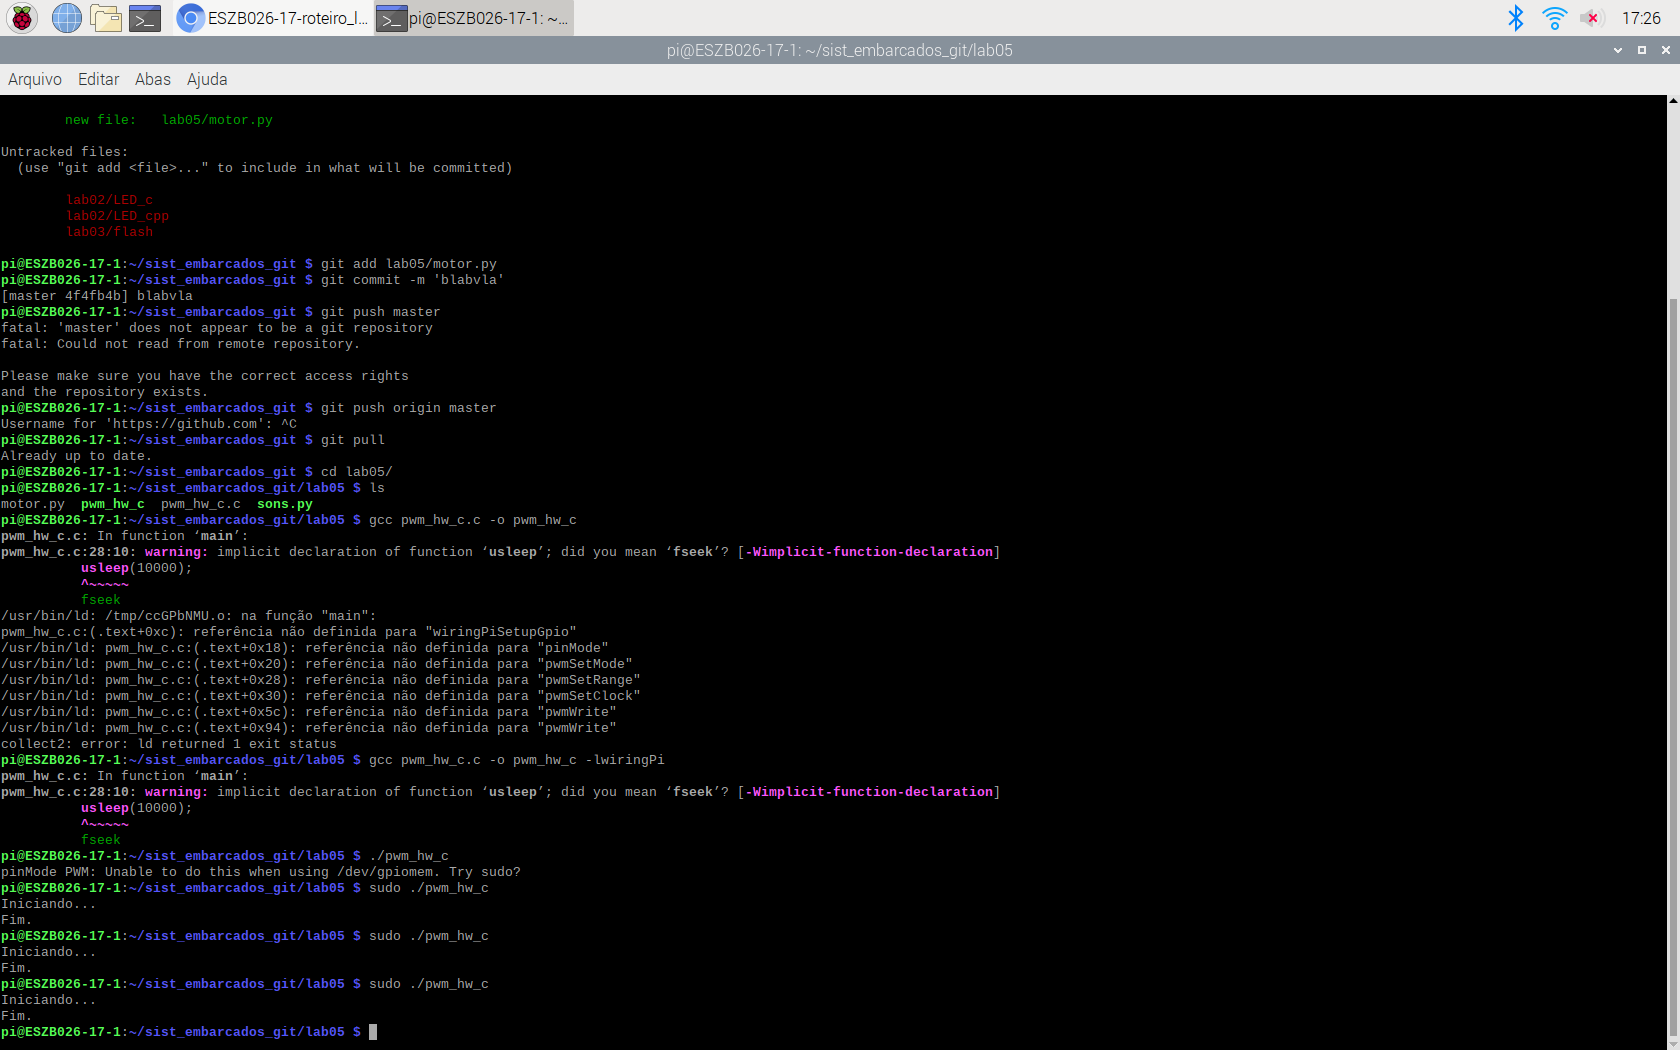 ESZB026-17-roteiro_l...
pi@ESZB026-17-1: ~...
17:26
pi@ESZB026-17-1: ~/sist_embarcados_git/lab05
Arquivo Editar Abas Ajuda
new file:   lab05/motor.py
Untracked files:
(use "git add <file>..." to include in what will be committed)
lab02/LED_c
lab02/LED_cpp
lab03/flash
pi@ESZB026-17-1:~/sist_embarcados_git $ git add lab05/motor.py
pi@ESZB026-17-1:~/sist_embarcados_git $ git commit -m 'blabvla'
[master 4f4fb4b] blabvla
pi@ESZB026-17-1:~/sist_embarcados_git $ git push master
fatal: 'master' does not appear to be a git repository
fatal: Could not read from remote repository.
Please make sure you have the correct access rights
and the repository exists.
pi@ESZB026-17-1:~/sist_embarcados_git $ git push origin master
Username for 'https://github.com': ^C
pi@ESZB026-17-1:~/sist_embarcados_git $ git pull
Already up to date.
pi@ESZB026-17-1:~/sist_embarcados_git $ cd lab05/
pi@ESZB026-17-1:~/sist_embarcados_git/lab05 $ ls
motor.py  pwm_hw_c  pwm_hw_c.c  sons.py
pi@ESZB026-17-1:~/sist_embarcados_git/lab05 $ gcc pwm_hw_c.c -o pwm_hw_c
pwm_hw_c.c: In function ‘main’:
pwm_hw_c.c:28:10: warning: implicit declaration of function ‘usleep’; did you mean ‘fseek’? [-Wimplicit-function-declaration]
usleep(10000);
^~~~~~
fseek
/usr/bin/ld: /tmp/ccGPbNMU.o: na função "main":
pwm_hw_c.c:(.text+0xc): referência não definida para "wiringPiSetupGpio"
/usr/bin/ld: pwm_hw_c.c:(.text+0x18): referência não definida para "pinMode"
/usr/bin/ld: pwm_hw_c.c:(.text+0x20): referência não definida para "pwmSetMode"
/usr/bin/ld: pwm_hw_c.c:(.text+0x28): referência não definida para "pwmSetRange"
/usr/bin/ld: pwm_hw_c.c:(.text+0x30): referência não definida para "pwmSetClock"
/usr/bin/ld: pwm_hw_c.c:(.text+0x5c): referência não definida para "pwmWrite"
/usr/bin/ld: pwm_hw_c.c:(.text+0x94): referência não definida para "pwmWrite"
collect2: error: ld returned 1 exit status
pi@ESZB026-17-1:~/sist_embarcados_git/lab05 $ gcc pwm_hw_c.c -o pwm_hw_c -lwiringPi
pwm_hw_c.c: In function ‘main’:
pwm_hw_c.c:28:10: warning: implicit declaration of function ‘usleep’; did you mean ‘fseek’? [-Wimplicit-function-declaration]
usleep(10000);
^~~~~~
fseek
pi@ESZB026-17-1:~/sist_embarcados_git/lab05 $ ./pwm_hw_c
pinMode PWM: Unable to do this when using /dev/gpiomem. Try sudo?
pi@ESZB026-17-1:~/sist_embarcados_git/lab05 $ sudo ./pwm_hw_c
Iniciando...
Fim.
pi@ESZB026-17-1:~/sist_embarcados_git/lab05 $ sudo ./pwm_hw_c
Iniciando...
Fim.
pi@ESZB026-17-1:~/sist_embarcados_git/lab05 $ sudo ./pwm_hw_c
Iniciando...
Fim.
pi@ESZB026-17-1:~/sist_embarcados_git/lab05 $